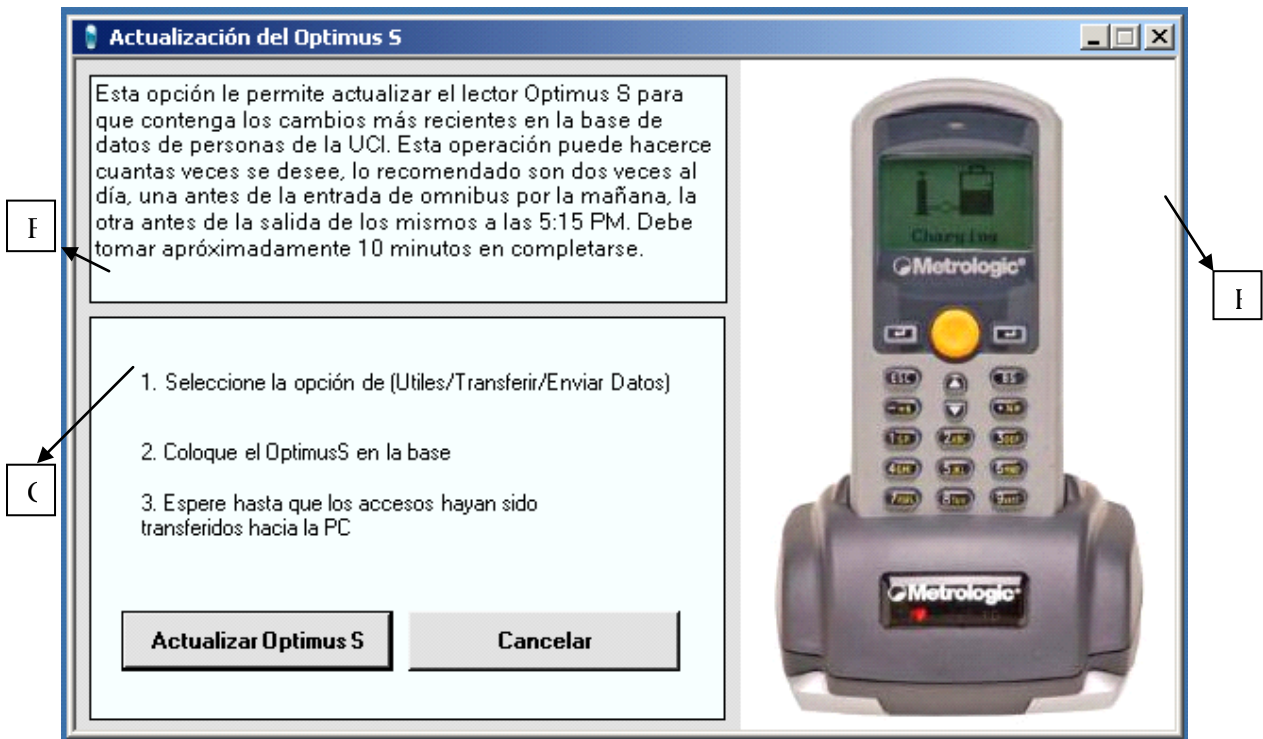 Actualización del Optimus S
Esta opción le permite actualizar el lector Optimus S para
que contenga los cambios más recientes en la base de
datos de personas de la UCI. Esta operación puede hacerce
cuantas veces se desee, lo recomendado son dos veces al
día, una antes de la entrada de omnibus por la mañana, la
otra antes de la salida de los mismos a las 5:15 PM. Debe
tomar apróximadamente 10 minutos en completarse.
1. Seleccione la opción de (Utiles/Transferir/Enviar Datos)
2. Coloque el OptimusS en la base
3. Espere hasta que los accesos hayan sido
transferidos hacia la PC
Actualizar Optimus S
Cancelar
Charging
Metrologic
ESC
BS
Metrologic